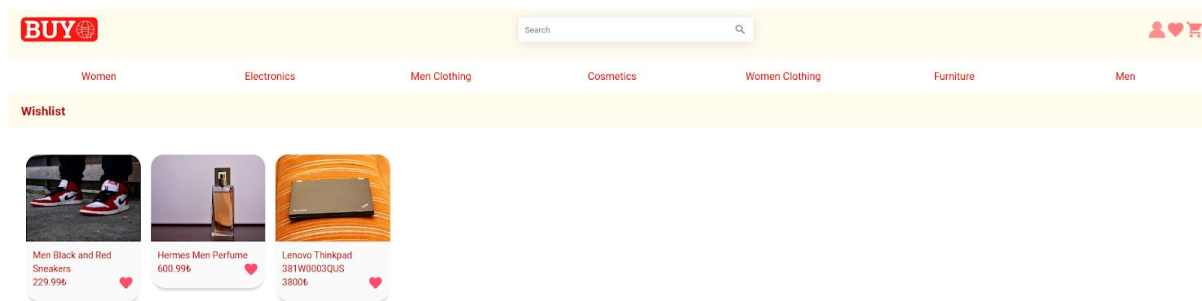 BUY
Search
Women
Electronics
Men Clothing
Cosmetics
Women Clothing
Furniture
Men
Wishlist
Men Black and Red
Sneakers
229.99₺
Hermes Men Perfume
600.99₺
Lenovo Thinkpad
381W0003QUS
3800₺